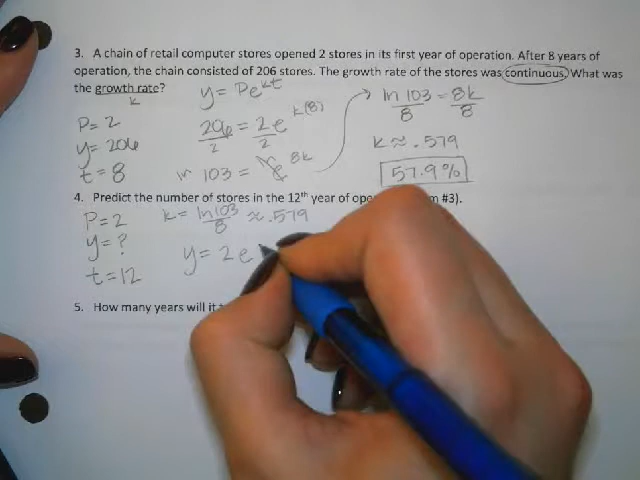 3. A chain of retail computer stores opened 2 stores in its first year of operation. After 8 years of
operation, the chain consisted of 206 stores. The growth rate of the stores was continuous. What was
the growth rate?
k
y = Pe^kt
P = 2
y = 206
t = 8
206/2 = 2e^k(8)/2
ln 103 = ln e^8k
ln 103/8 = 8k/8
k ≈ .579
57.9%
4. Predict the number of stores in the 12th year of ope #3).
P = 2
y = ?
t = 12
k = ln103/8 ≈ .579
y = 2e
5. How many years will it